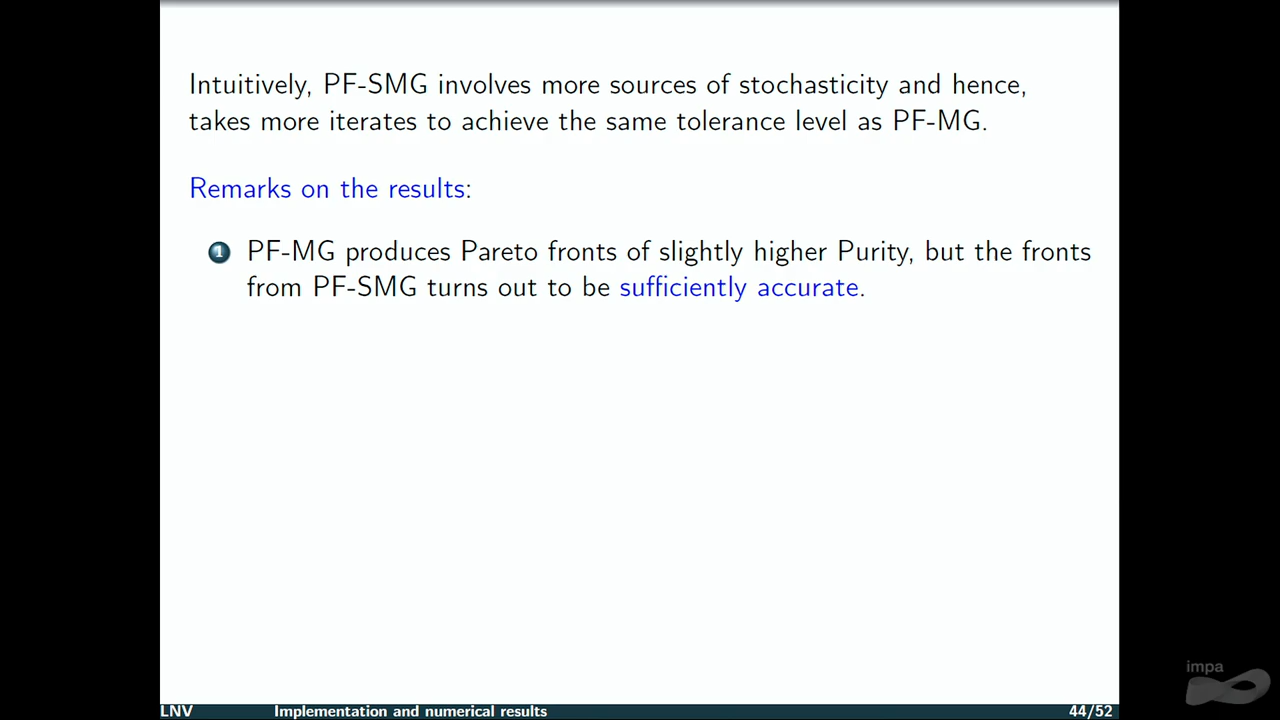 Intuitively, PF-SMG involves more sources of stochasticity and hence,
takes more iterates to achieve the same tolerance level as PF-MG.
Remarks on the results:
1 PF-MG produces Pareto fronts of slightly higher Purity, but the fronts
from PF-SMG turns out to be sufficiently accurate.
impa
LNV Implementation and numerical results 44/52